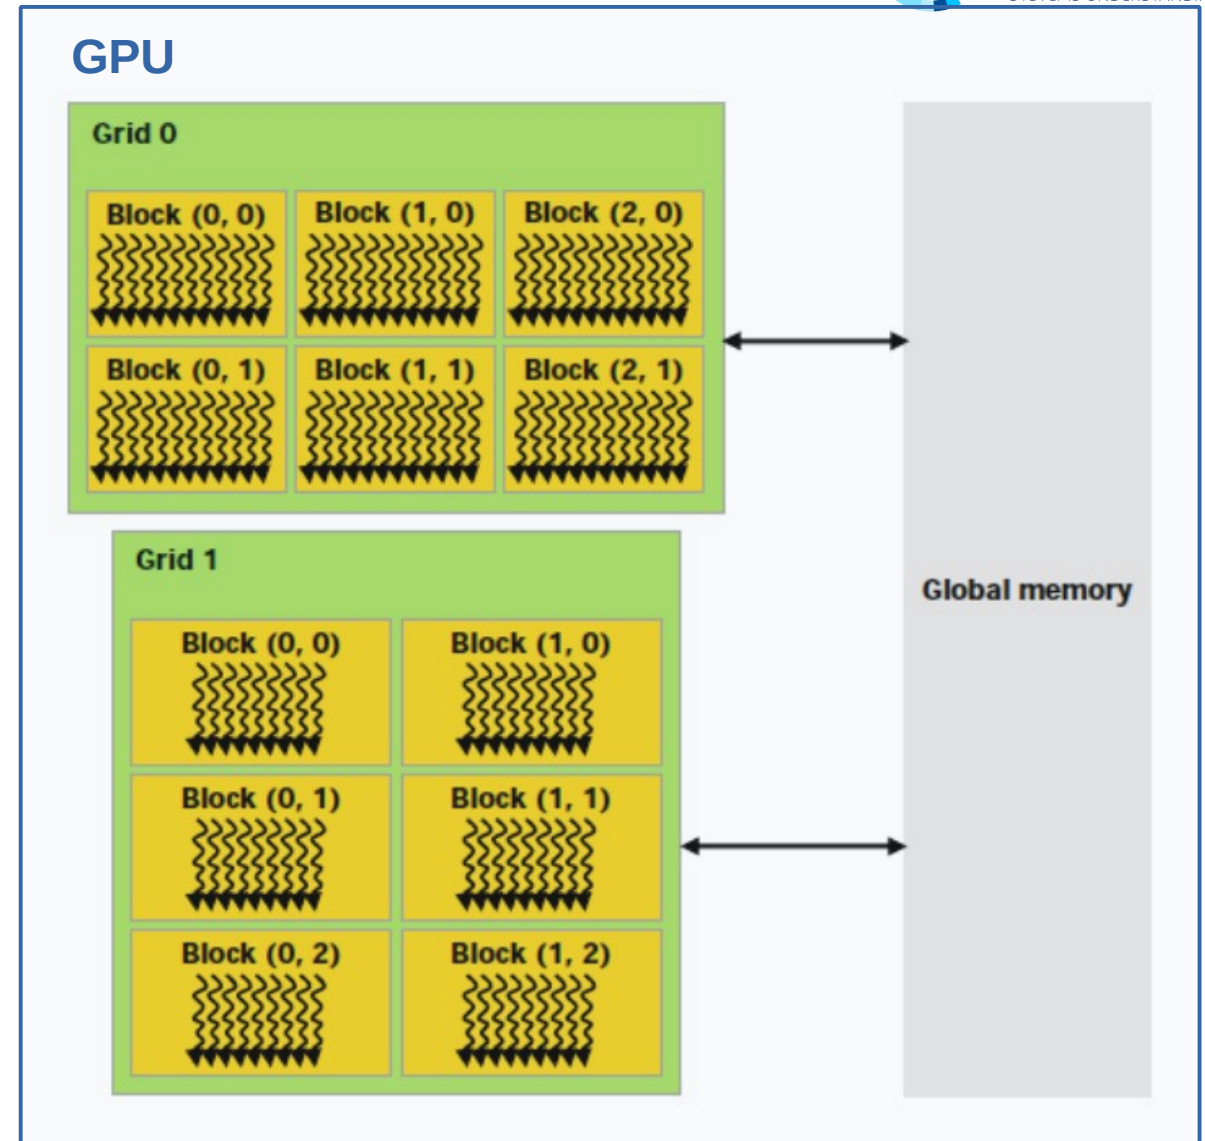 GPU
Grid 0
Block (0, 0) Block (1, 0) Block (2, 0)
Block (0, 1) Block (1, 1) Block (2, 1)
Grid 1
Global memory
Block (0, 0) Block (1, 0)
Block (0, 1) Block (1, 1)
Block (0, 2) Block (1, 2)